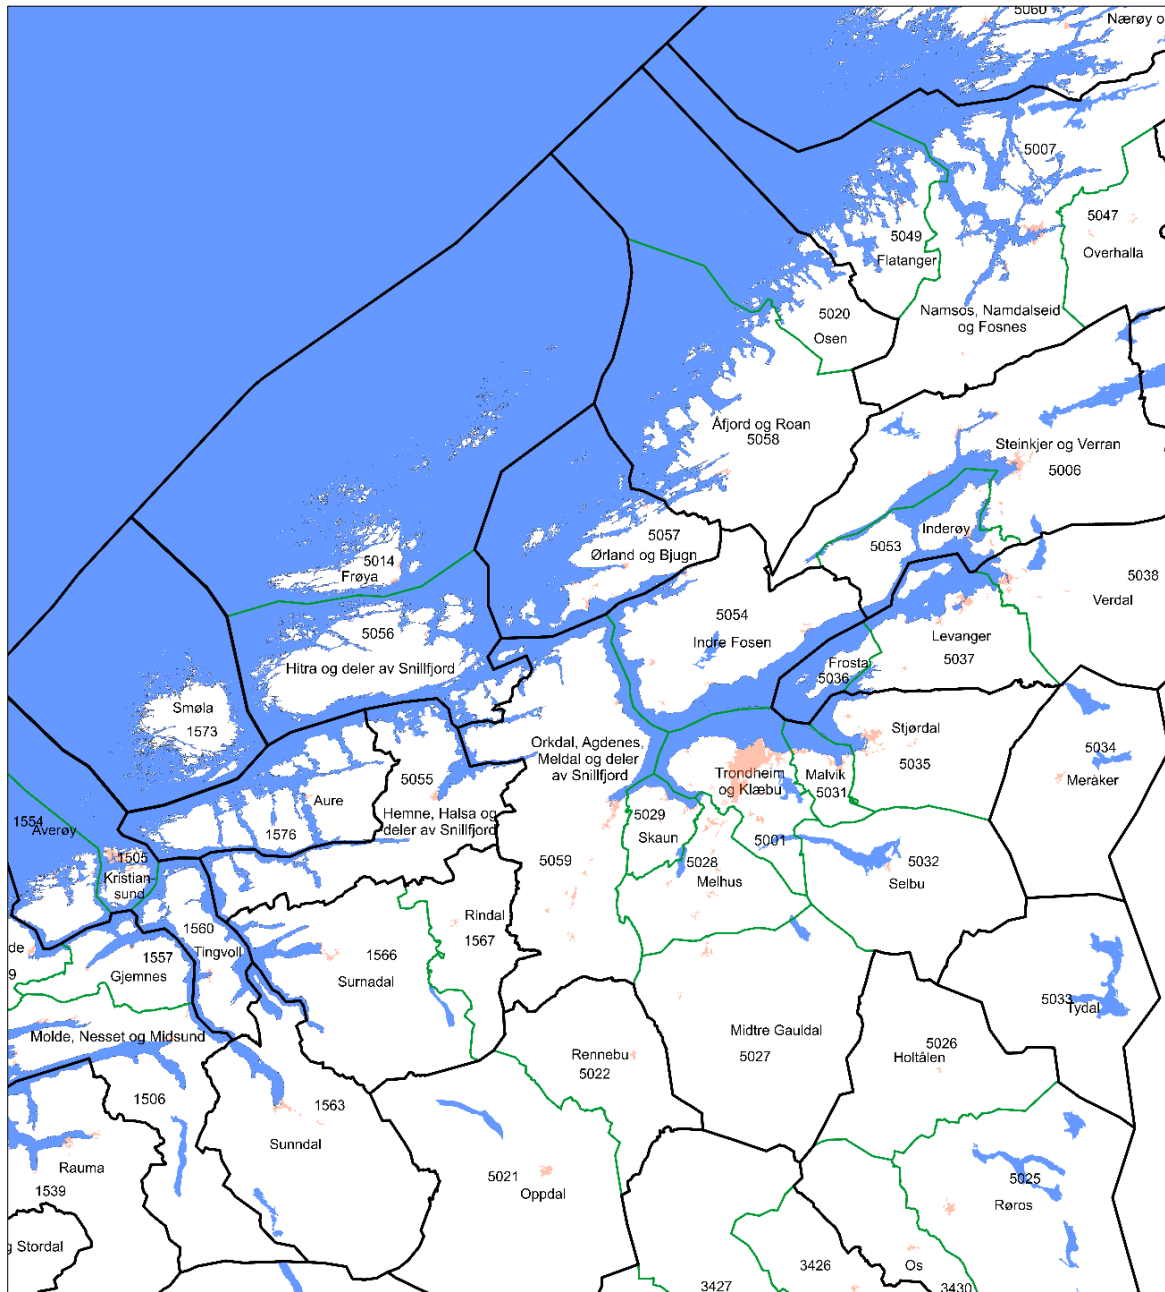 5060
Nærøy o
5007
5047
Overhalla
5049
Flatanger
Namsos, Namdalseid
og Fosnes
5020
Osen
Åfjord og Roan
5058
Steinkjer og Verran
5006
Inderøy
5053
5057
Ørland og Bjugn
5014
Frøya
5038
Verdal
5054
Indre Fosen
5056
Hitra og deler av Snillfjord
Levanger
5037
Frosta
5036
Smøla
1573
Stjørdal
5035
5034
Meråker
Orkdal, Agdenes,
Meldal og deler
av Snillfjord
Trondheim
og Klæbu
Malvik
5031
5055
Hemne, Halsa og
deler av Snillfjord
Aure
1576
5029
Skaun
5001
1554
Averøy
1505
Kristian-
sund
5059
5028
Melhus
5032
Selbu
1560
Tingvoll
Rindal
1567
1566
Surnadal
de
9
1557
Gjemnes
5033
Tydal
Molde, Nesset og Midsund
Midtre Gauldal
5027
5026
Holtålen
Rennebu
5022
1506
1563
Sunndal
Rauma
1539
5021
Oppdal
5025
Røros
g Stordal
Os
3426
3427
3430